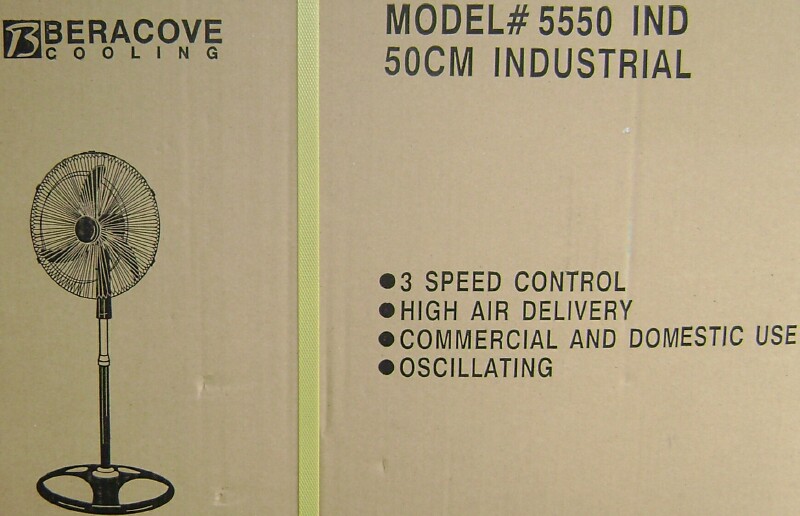 BERACOVE
COOLING
MODEL# 5550 IND
50CM INDUSTRIAL
●3 SPEED CONTROL
●HIGH AIR DELIVERY
●COMMERCIAL AND DOMESTIC USE
●OSCILLATING